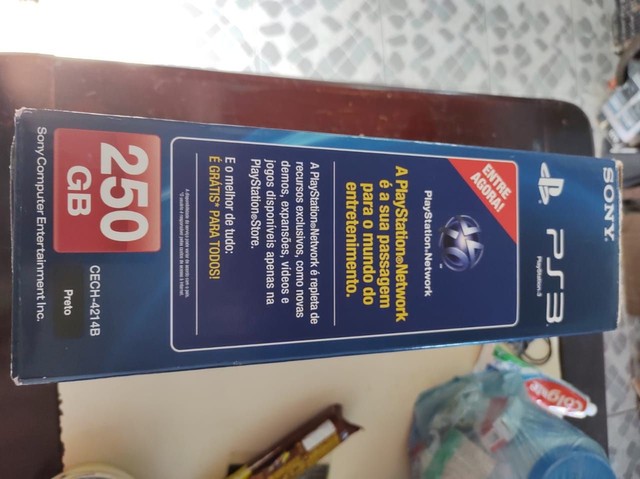 SONY
PS3
PlayStation®3
ENTRE
AGORA!
PlayStation®Network
A PlayStation®Network
é a sua passagem
para o mundo do
entretenimento.
A PlayStation®Network é repleta de
recursos exclusivos, como novas
demos, expansões, vídeos e
jogos disponíveis apenas na
PlayStation®Store.
E o melhor de tudo:
É GRÁTIS* PARA TODOS!
250
GB
CECH-4214B
Preto
Sony Computer Entertainment Inc.
Colgate